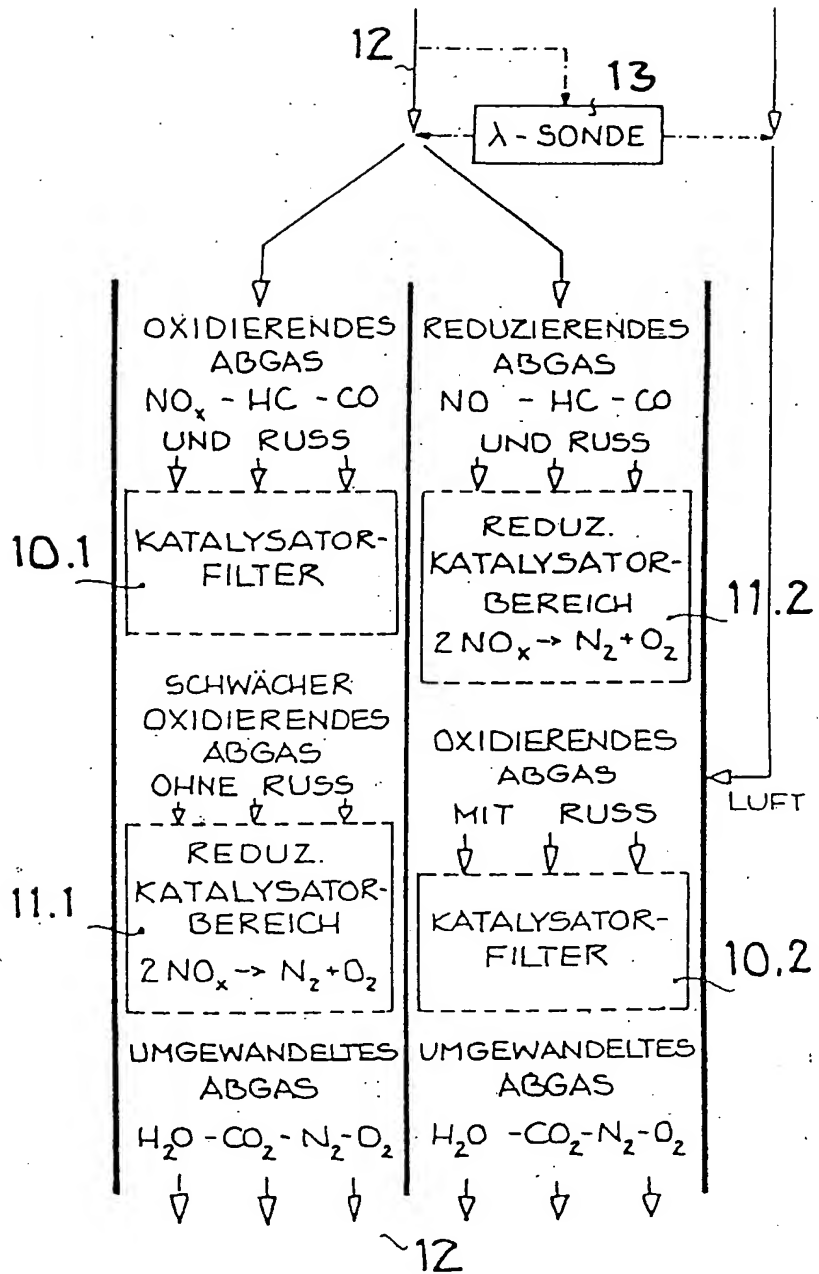 12
13
λ - SONDE
OXIDIERENDES
ABGAS
NOₓ - HC - CO
UND RUSS
10.1
KATALYSATOR-
FILTER
SCHWÄCHER
OXIDIERENDES
ABGAS
OHNE RUSS
11.1
REDUZ.
KATALYSATOR-
BEREICH
2 NOₓ → N₂ + O₂
UMGEWANDELTES
ABGAS
H₂O - CO₂ - N₂ - O₂
REDUZIERENDES
ABGAS
NO - HC - CO
UND RUSS
REDUZ.
KATALYSATOR-
BEREICH
2 NOₓ → N₂ + O₂
11.2
OXIDIERENDES
ABGAS
MIT RUSS
LUFT
KATALYSATOR-
FILTER
10.2
UMGEWANDELTES
ABGAS
H₂O - CO₂ - N₂ - O₂
12